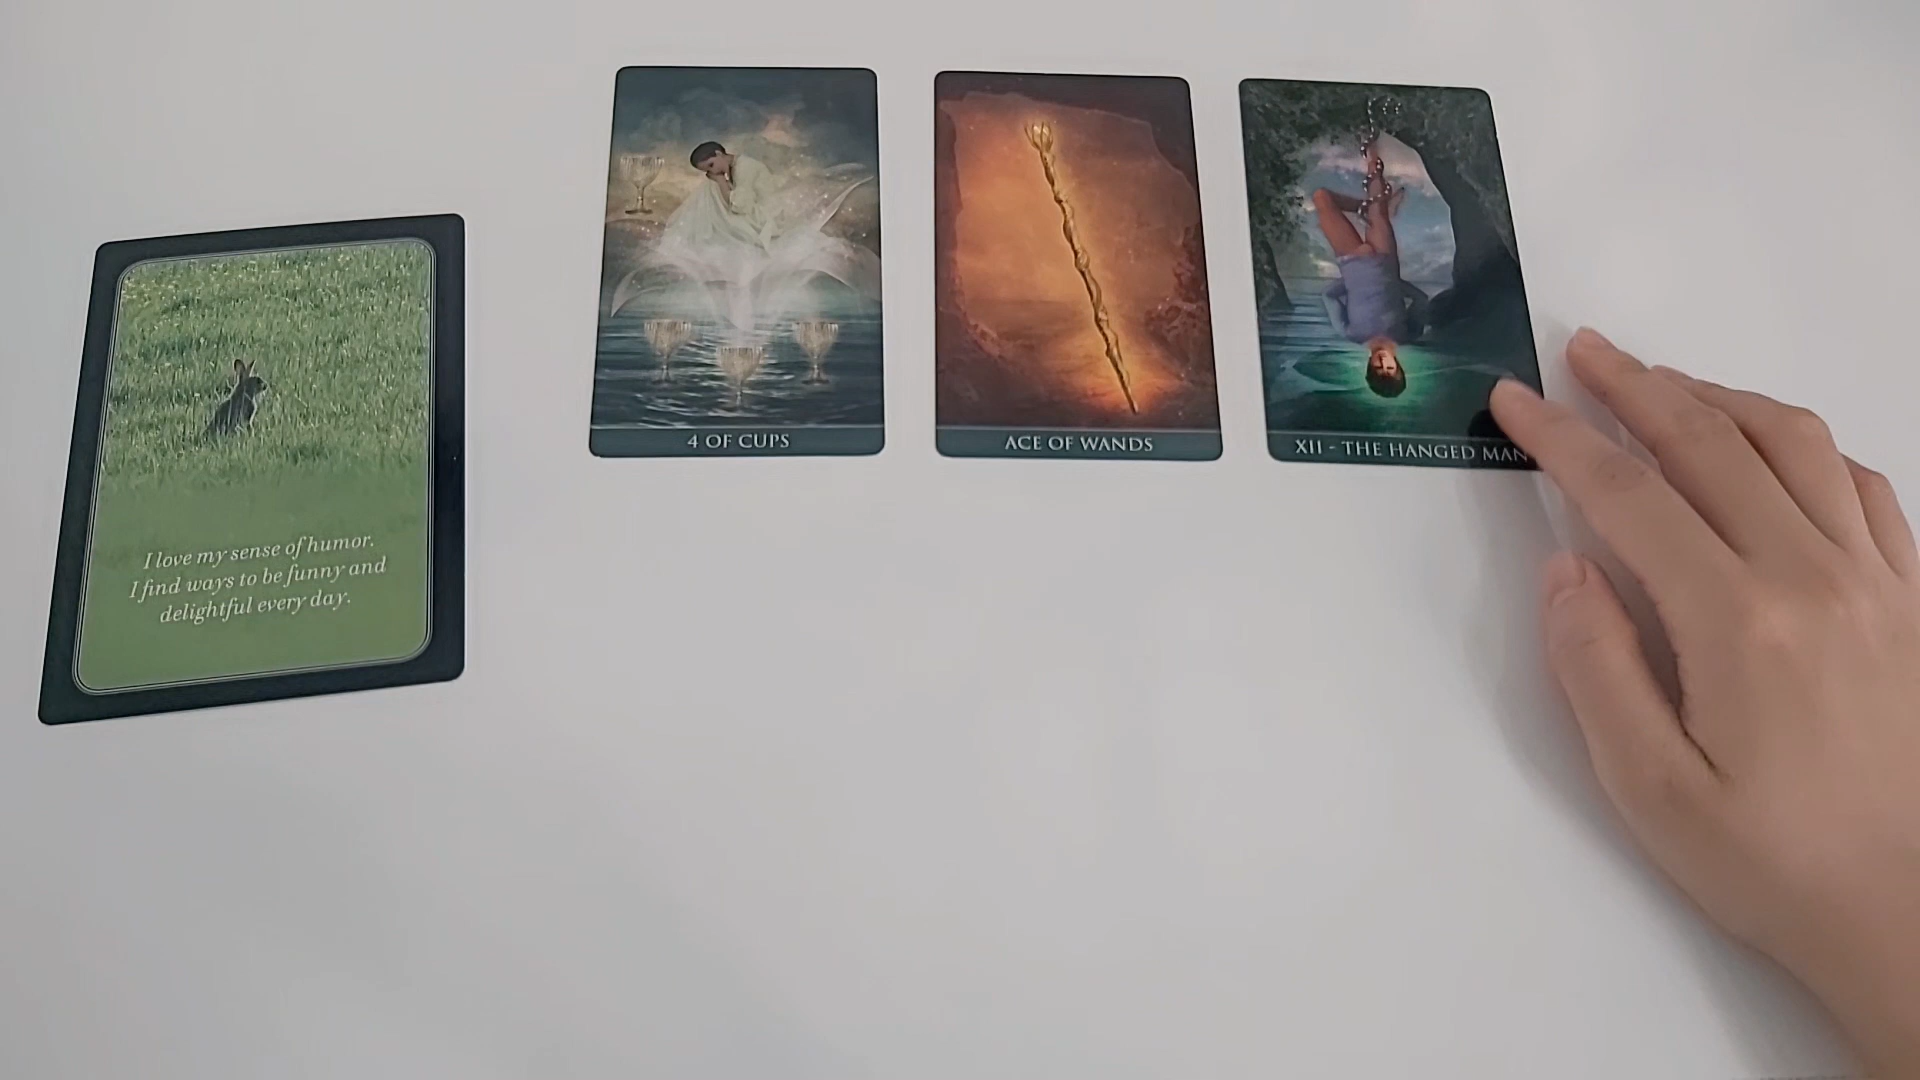 I love my sense of humor.
I find ways to be funny and
delightful every day.
4 OF CUPS
ACE OF WANDS
XII - THE HANGED MAN